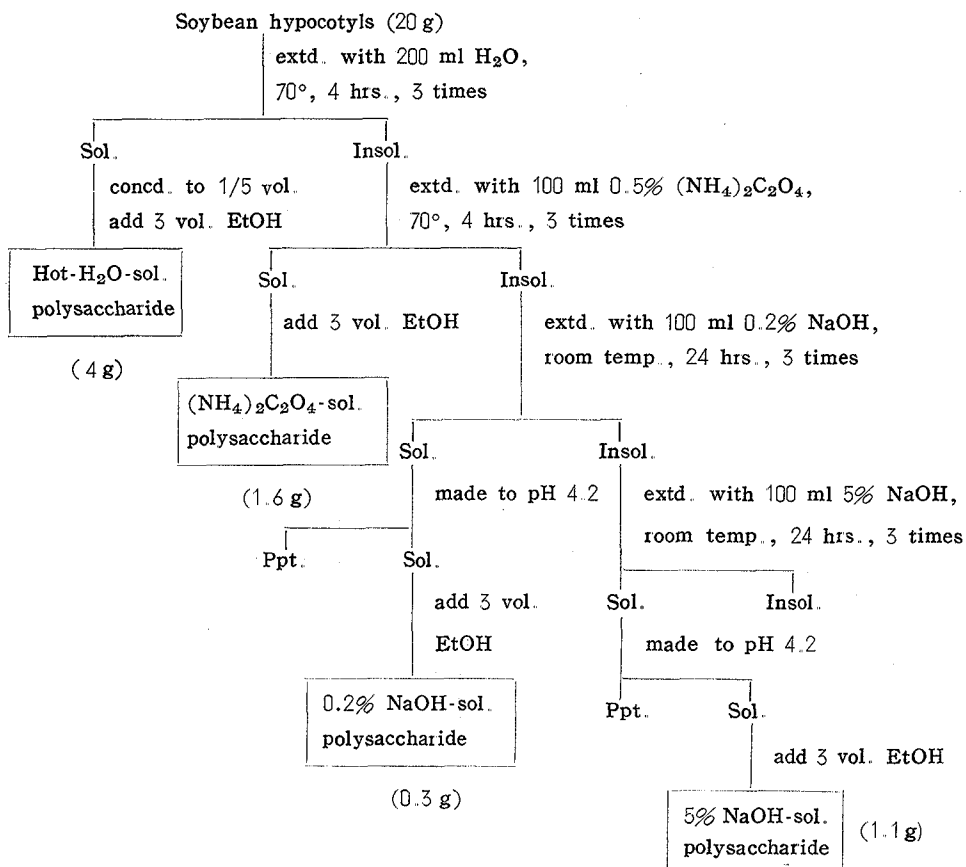 Soybean hypocotyls (20 g)
extd. with 200 ml H₂O,
70°, 4 hrs., 3 times
Sol.
Insol.
concd. to 1/5 vol.
add 3 vol. EtOH
extd. with 100 ml 0.5% (NH₄)₂C₂O₄,
70°, 4 hrs., 3 times
Hot-H₂O-sol.
polysaccharide
(4 g)
Sol.
Insol.
add 3 vol. EtOH
extd. with 100 ml 0.2% NaOH,
room temp., 24 hrs., 3 times
(NH₄)₂C₂O₄-sol.
polysaccharide
(1.6 g)
Sol.
Insol.
made to pH 4.2
extd. with 100 ml 5% NaOH,
room temp., 24 hrs., 3 times
Ppt.
Sol.
add 3 vol.
EtOH
Sol.
Insol.
made to pH 4.2
0.2% NaOH-sol.
polysaccharide
(0.3 g)
Ppt.
Sol.
add 3 vol. EtOH
5% NaOH-sol.
polysaccharide
(1.1 g)